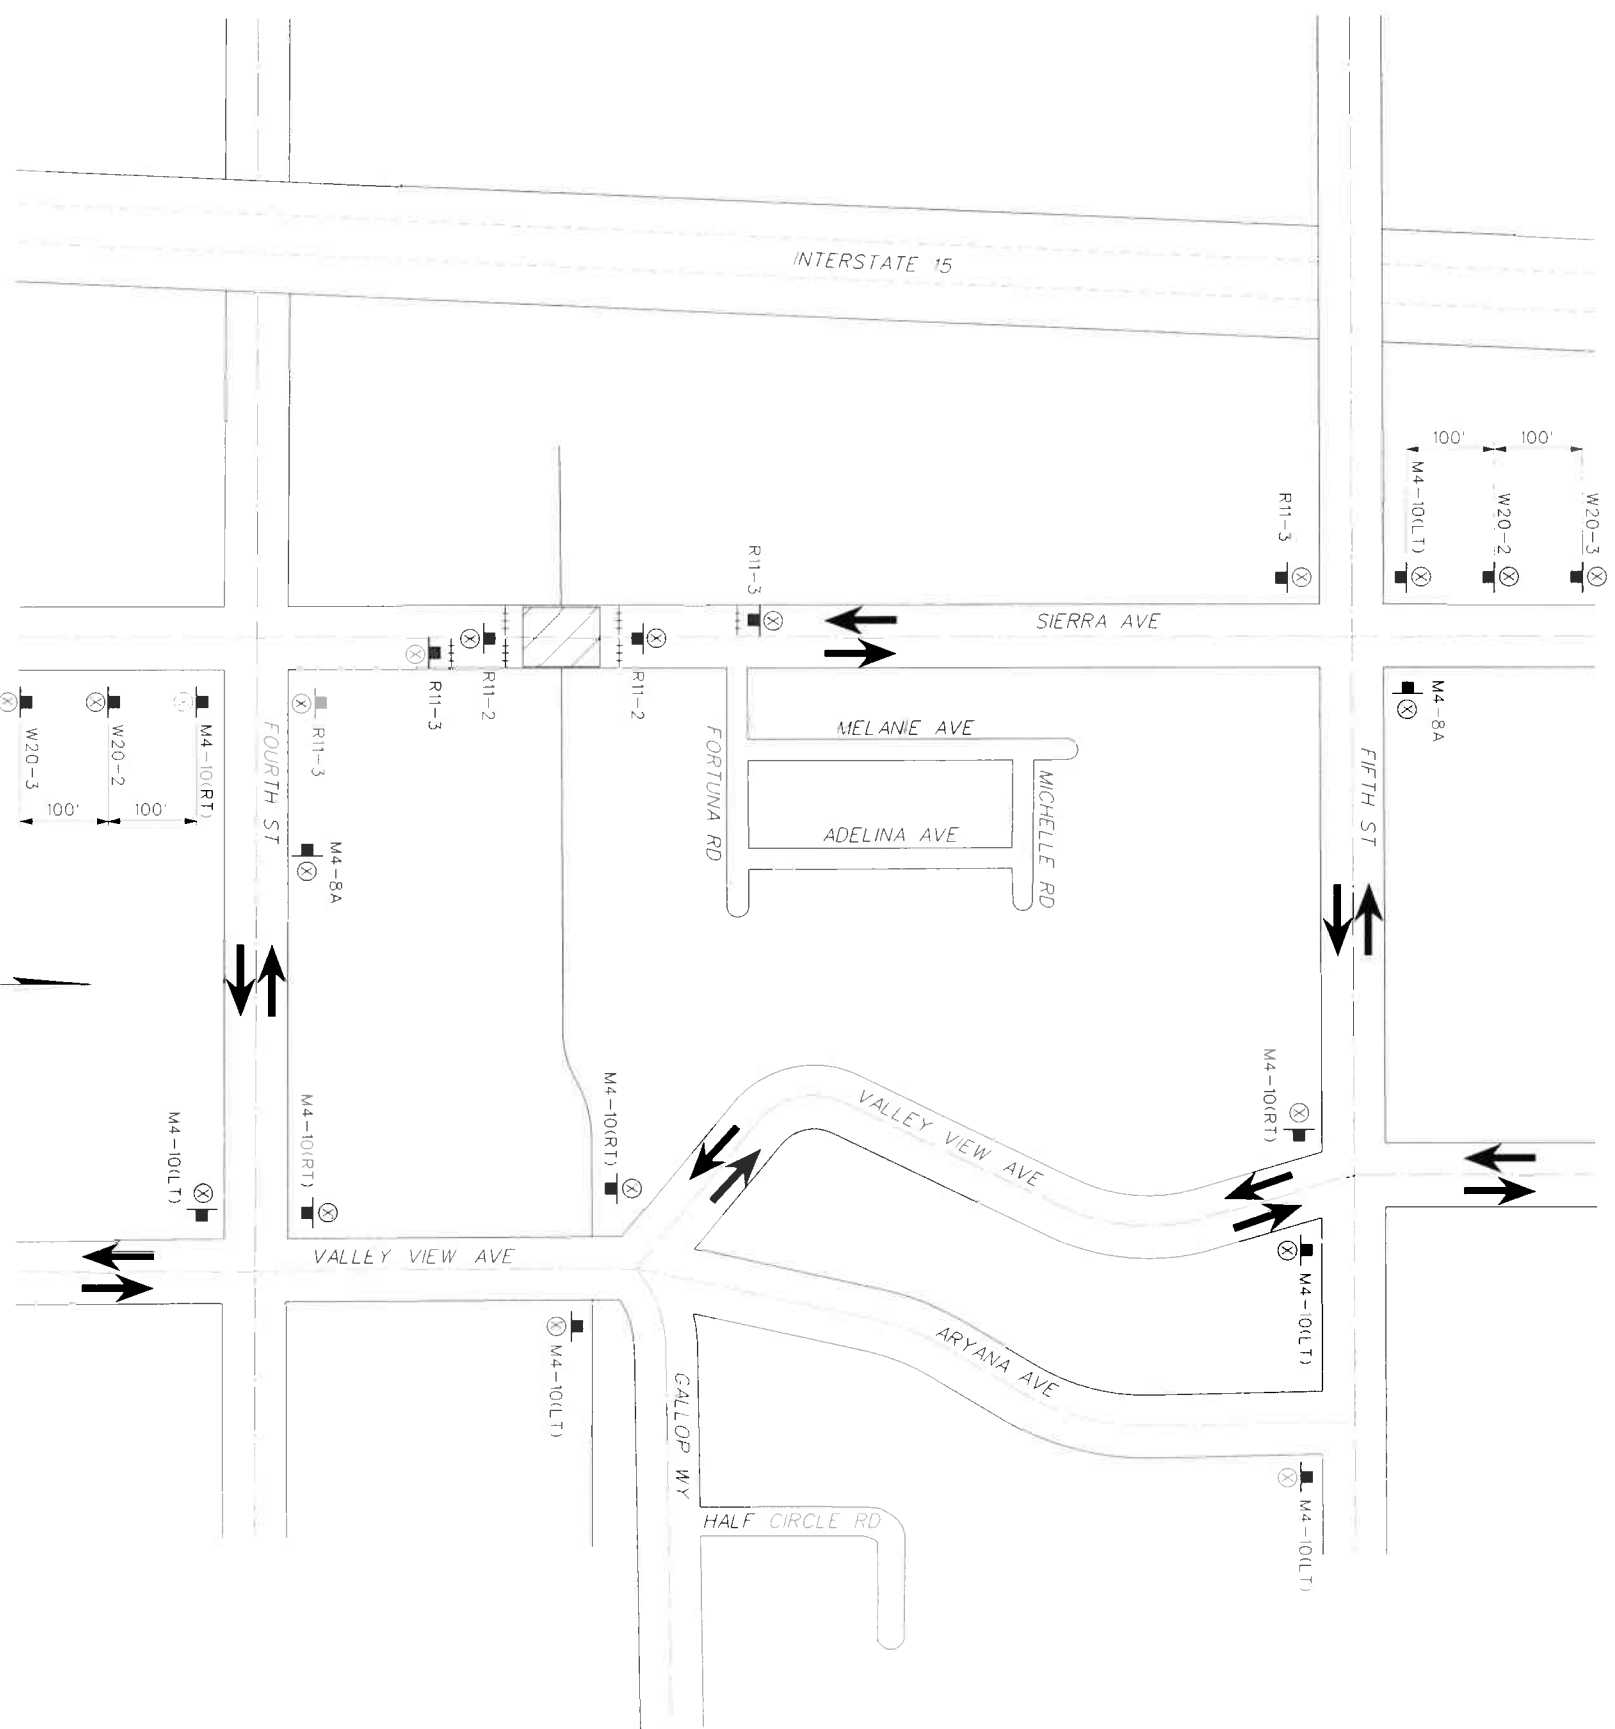 INTERSTATE 15
100'
100'
M4-10(LT)
W20-2
W20-3
R11-3
X
X
X
X
R11-3
X
SIERRA AVE
X
X
X
R11-3
R11-2
R11-2
M4-8A
X
X
X
X
W20-3
W20-2
M4-10(RT)
R11-3
100'
100'
FOURTH ST
M4-8A
X
FORTUNA RD
MELANIE AVE
ADELINA AVE
MICHELLE RD
FIFTH ST
M4-10(LT)
X
M4-10(RT)
X
M4-10(RT)
X
VALLEY VIEW AVE
M4-10(RT)
X
X
M4-10(LT)
VALLEY VIEW AVE
X
M4-10(LT)
ARYANA AVE
GALLOP WY
X
M4-10(LT)
HALF CIRCLE RD